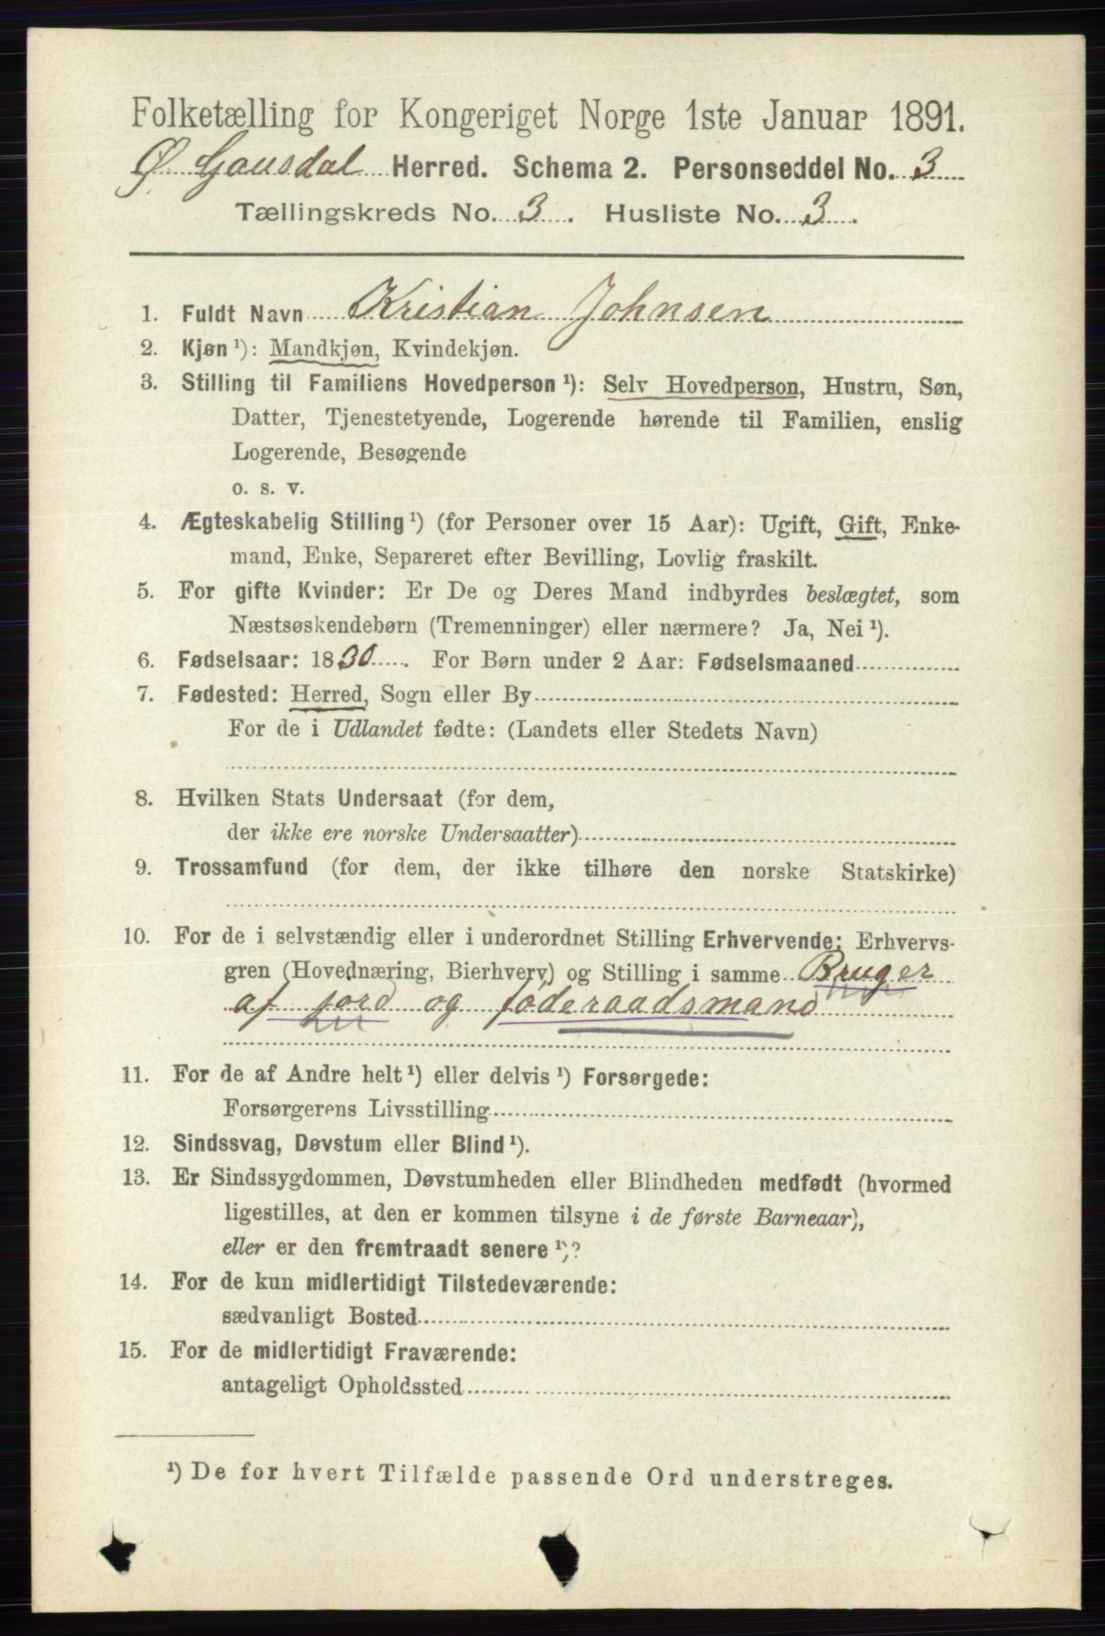 Folketælling for Kongeriget Norge 1ste Januar 1891.
Ø. Gausdal Herred. Schema 2. Personseddel No. 3
Tællingskreds No. 3. Husliste No. 3.
1. Fuldt Navn Kristian Johnsen
2. Kjøn ¹): Mandkjøn, Kvindekjøn.
3. Stilling til Familiens Hovedperson ¹): Selv Hovedperson, Hustru, Søn,
Datter, Tjenestetyende, Logerende hørende til Familien, enslig
Logerende, Besøgende
o. s. v.
4. Ægteskabelig Stilling ¹) (for Personer over 15 Aar): Ugift, Gift, Enke-
mand, Enke, Separeret efter Bevilling, Lovlig fraskilt.
5. For gifte Kvinder: Er De og Deres Mand indbyrdes beslægtet, som
Næstsøskendebørn (Tremenninger) eller nærmere? Ja, Nei ¹).
6. Fødselsaar: 1830. For Børn under 2 Aar: Fødselsmaaned
7. Fødested: Herred, Sogn eller By
For de i Udlandet fødte: (Landets eller Stedets Navn)
8. Hvilken Stats Undersaat (for dem,
der ikke ere norske Undersaatter)
9. Trossamfund (for dem, der ikke tilhøre den norske Statskirke)
10. For de i selvstændig eller i underordnet Stilling Erhvervende: Erhvervs-
gren (Hovednæring, Bierhverv) og Stilling i samme Bruger
af jord og föderaadsmand
11. For de af Andre helt ¹) eller delvis ¹) Forsørgede:
Forsørgerens Livsstilling
12. Sindssvag, Døvstum eller Blind ¹).
13. Er Sindssygdommen, Døvstumheden eller Blindheden medfødt (hvormed
ligestilles, at den er kommen tilsyne i de første Barneaar),
eller er den fremtraadt senere ¹)?
14. For de kun midlertidigt Tilstedeværende:
sædvanligt Bosted
15. For de midlertidigt Fraværende:
antageligt Opholdssted
¹) De for hvert Tilfælde passende Ord understreges.